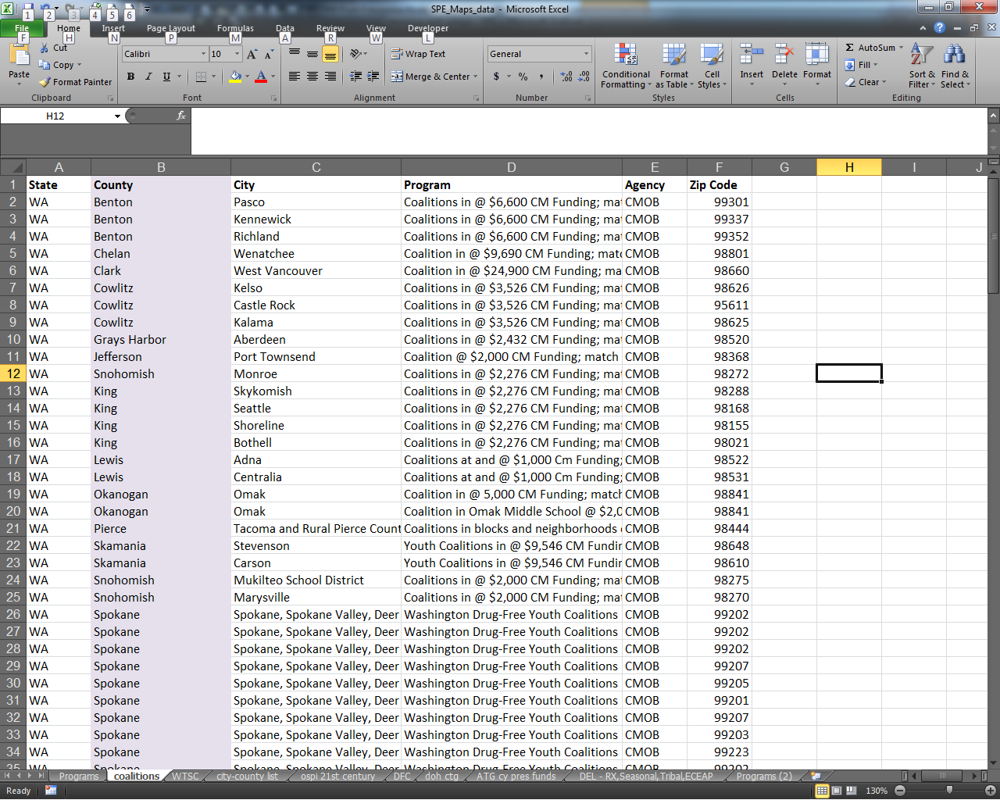 SPE_Maps_data - Microsoft Excel
1 2 3 4 5 6
File Home Insert Page Layout Formulas Data Review View Developer
F H N P M A R W L
Paste
Cut
Copy
Format Painter
Clipboard
Calibri 10
B I U
Font
Wrap Text
Merge & Center
Alignment
General
$ % ,
Number
Conditional Formatting
Format as Table
Cell Styles
Styles
Insert Delete Format
Cells
Σ AutoSum
Fill
Clear
Sort & Filter
Find & Select
Editing
H12 fx
A B C D E F G H I J
1 State County City Program Agency Zip Code
2 WA Benton Pasco Coalitions in @ $6,600 CM Funding; mat CMOB 99301
3 WA Benton Kennewick Coalitions in @ $6,600 CM Funding; mat CMOB 99337
4 WA Benton Richland Coalitions in @ $6,600 CM Funding; mat CMOB 99352
5 WA Chelan Wenatchee Coalition in @ $9,690 CM Funding; matc CMOB 98801
6 WA Clark West Vancouver Coalition in @ $24,900 CM Funding; ma CMOB 98660
7 WA Cowlitz Kelso Coalitions in @ $3,526 CM Funding; mat CMOB 98626
8 WA Cowlitz Castle Rock Coalitions in @ $3,526 CM Funding; mat CMOB 95611
9 WA Cowlitz Kalama Coalitions in @ $3,526 CM Funding; mat CMOB 98625
10 WA Grays Harbor Aberdeen Coalitions in @ $2,432 CM Funding; mat CMOB 98520
11 WA Jefferson Port Townsend Coalition @ $2,000 CM Funding; match CMOB 98368
12 WA Snohomish Monroe Coalitions in @ $2,276 CM Funding; mat CMOB 98272
13 WA King Skykomish Coalitions in @ $2,276 CM Funding; mat CMOB 98288
14 WA King Seattle Coalitions in @ $2,276 CM Funding; mat CMOB 98168
15 WA King Shoreline Coalitions in @ $2,276 CM Funding; mat CMOB 98155
16 WA King Bothell Coalitions in @ $2,276 CM Funding; mat CMOB 98021
17 WA Lewis Adna Coalitions at and @ $1,000 Cm Funding; CMOB 98522
18 WA Lewis Centralia Coalitions at and @ $1,000 Cm Funding; CMOB 98531
19 WA Okanogan Omak Coalition in @ 5,000 CM Funding; match CMOB 98841
20 WA Okanogan Omak Coalition in Omak Middle School @ $2,0 CMOB 98841
21 WA Pierce Tacoma and Rural Pierce Count Coalitions in blocks and neighborhoods CMOB 98444
22 WA Skamania Stevenson Youth Coalitions in @ $9,546 CM Fundin CMOB 98648
23 WA Skamania Carson Youth Coalitions in @ $9,546 CM Fundin CMOB 98610
24 WA Snohomish Mukilteo School District Coalitions in @ $2,000 CM Funding; mat CMOB 98275
25 WA Snohomish Marysville Coalitions in @ $2,000 CM Funding; mat CMOB 98270
26 WA Spokane Spokane, Spokane Valley, Deer Washington Drug-Free Youth Coalitions CMOB 99202
27 WA Spokane Spokane, Spokane Valley, Deer Washington Drug-Free Youth Coalitions CMOB 99202
28 WA Spokane Spokane, Spokane Valley, Deer Washington Drug-Free Youth Coalitions CMOB 99202
29 WA Spokane Spokane, Spokane Valley, Deer Washington Drug-Free Youth Coalitions CMOB 99207
30 WA Spokane Spokane, Spokane Valley, Deer Washington Drug-Free Youth Coalitions CMOB 99205
31 WA Spokane Spokane, Spokane Valley, Deer Washington Drug-Free Youth Coalitions CMOB 99201
32 WA Spokane Spokane, Spokane Valley, Deer Washington Drug-Free Youth Coalitions CMOB 99207
33 WA Spokane Spokane, Spokane Valley, Deer Washington Drug-Free Youth Coalitions CMOB 99203
34 WA Spokane Spokane, Spokane Valley, Deer Washington Drug-Free Youth Coalitions CMOB 99223
35 WA Spokane Spokane, Spokane Valley, Deer Washington Drug-Free Youth Coalitions CMOB 99202
Programs coalitions WTSC city-county list ospi 21st century DFC doh ctg ATG cy pres funds DEL - RX,Seasonal,Tribal,ECEAP Programs (2)
Ready 130%